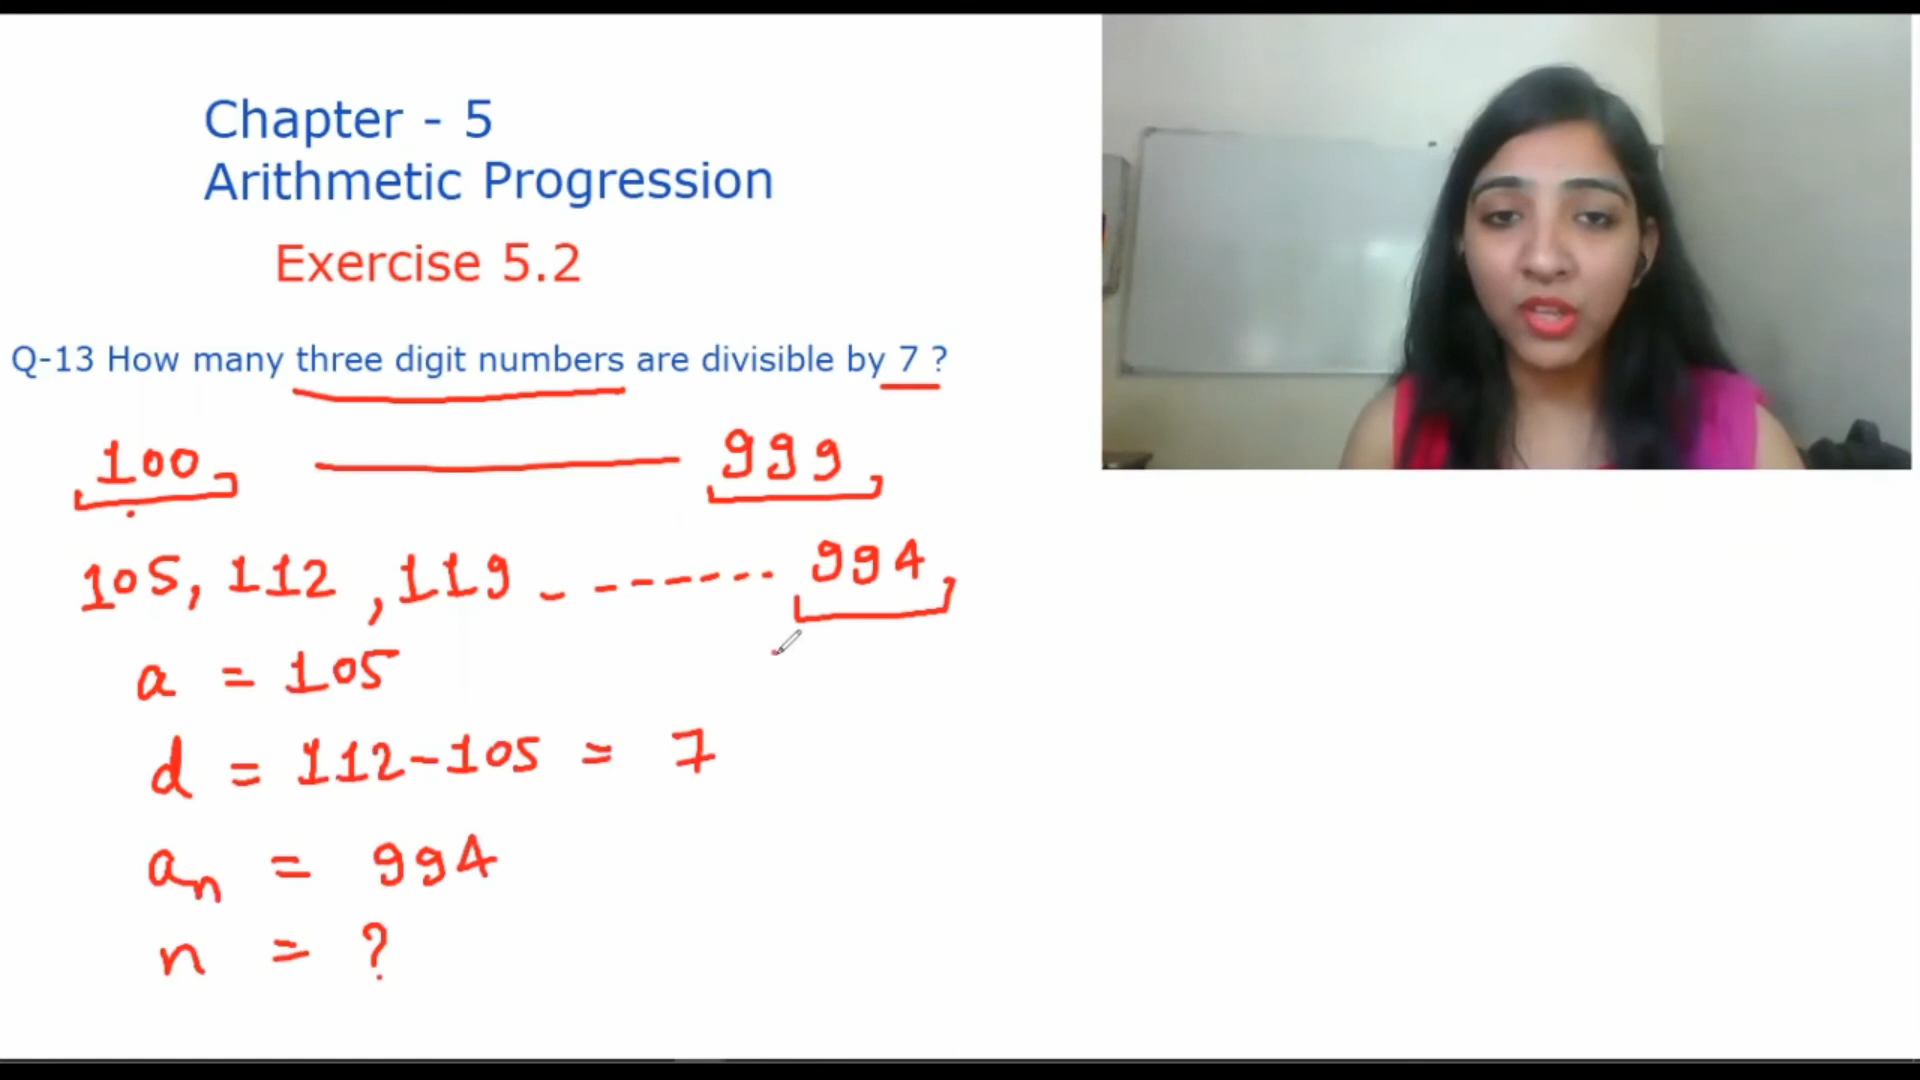 Chapter - 5
Arithmetic Progression
Exercise 5.2
Q-13 How many three digit numbers are divisible by 7 ?
100 999
105, 112, 119 - ------- 994
a = 105
d = 112-105 = 7
an = 994
n = ?